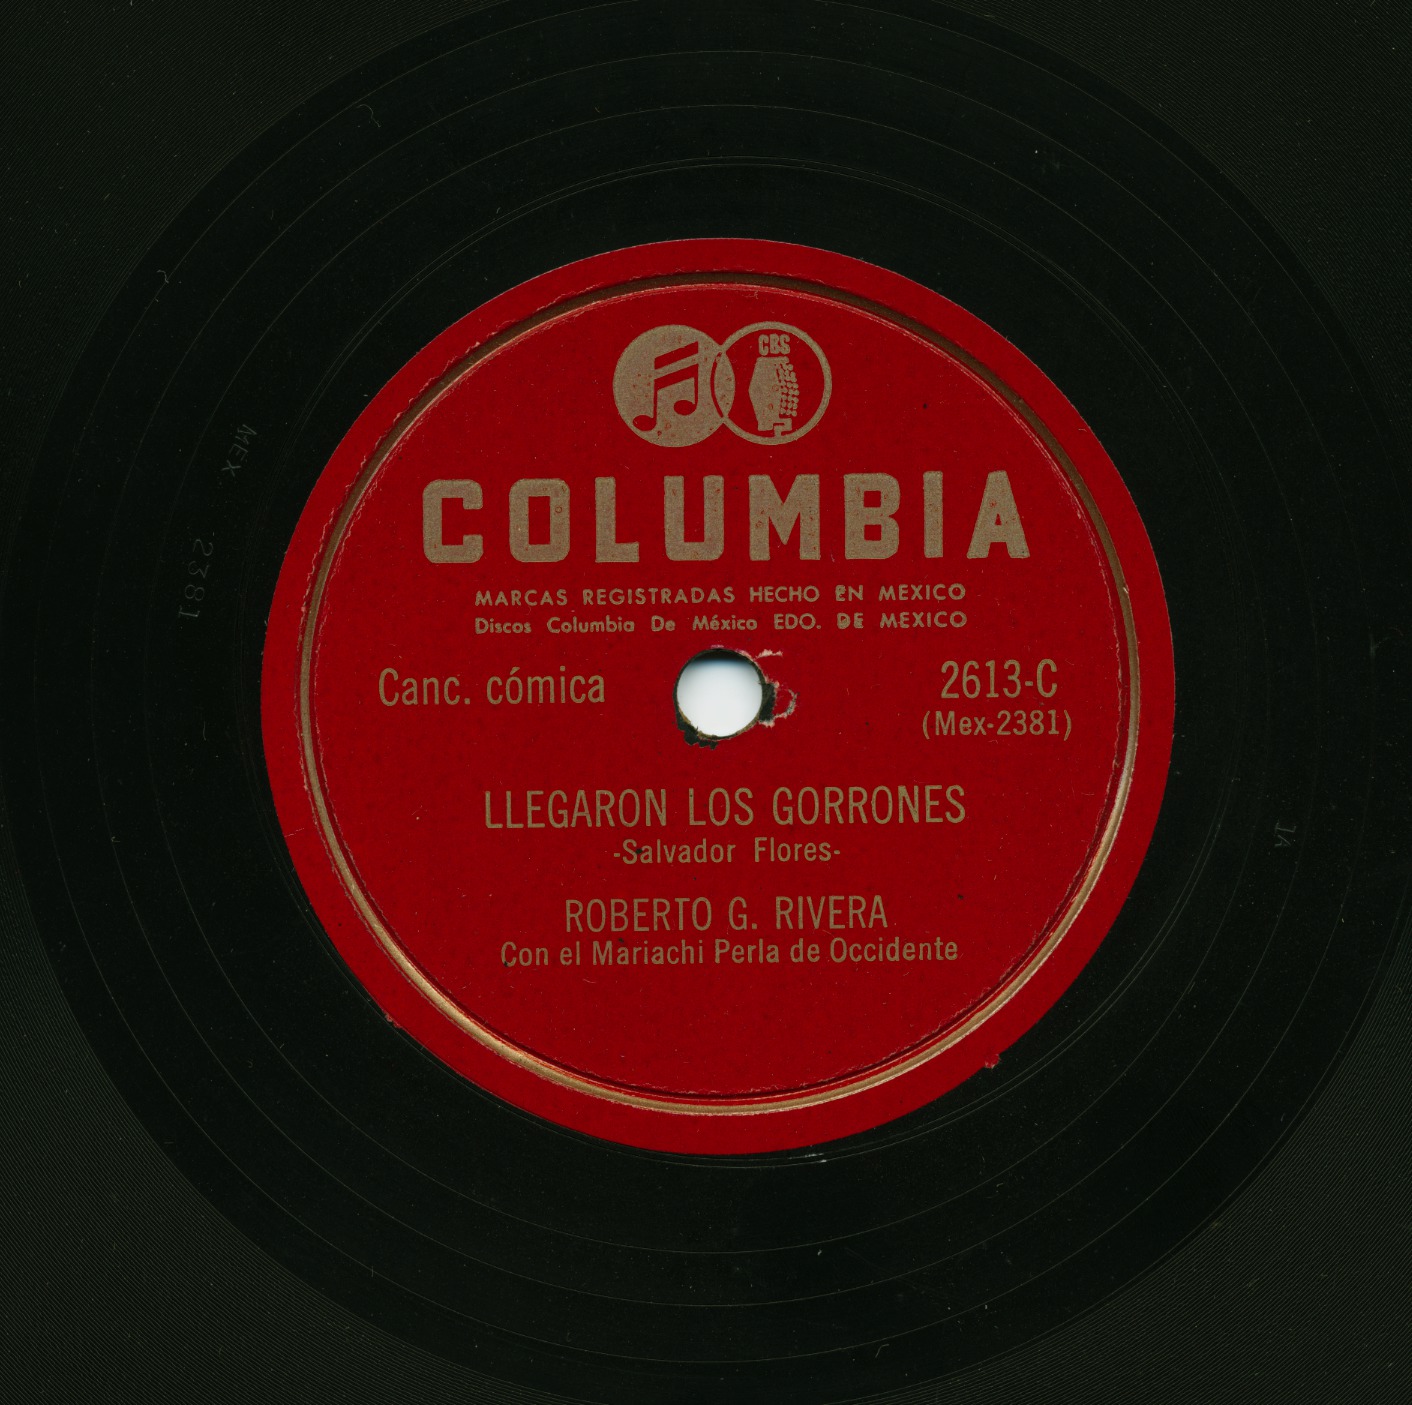 CBS
COLUMBIA
MARCAS REGISTRADAS HECHO EN MEXICO
Discos Columbia De México EDO. DE MEXICO
Canc. cómica
2613-C
(Mex-2381)
LLEGARON LOS GORRONES
-Salvador Flores-
ROBERTO G. RIVERA
Con el Mariachi Perla de Occidente
MEX 2381